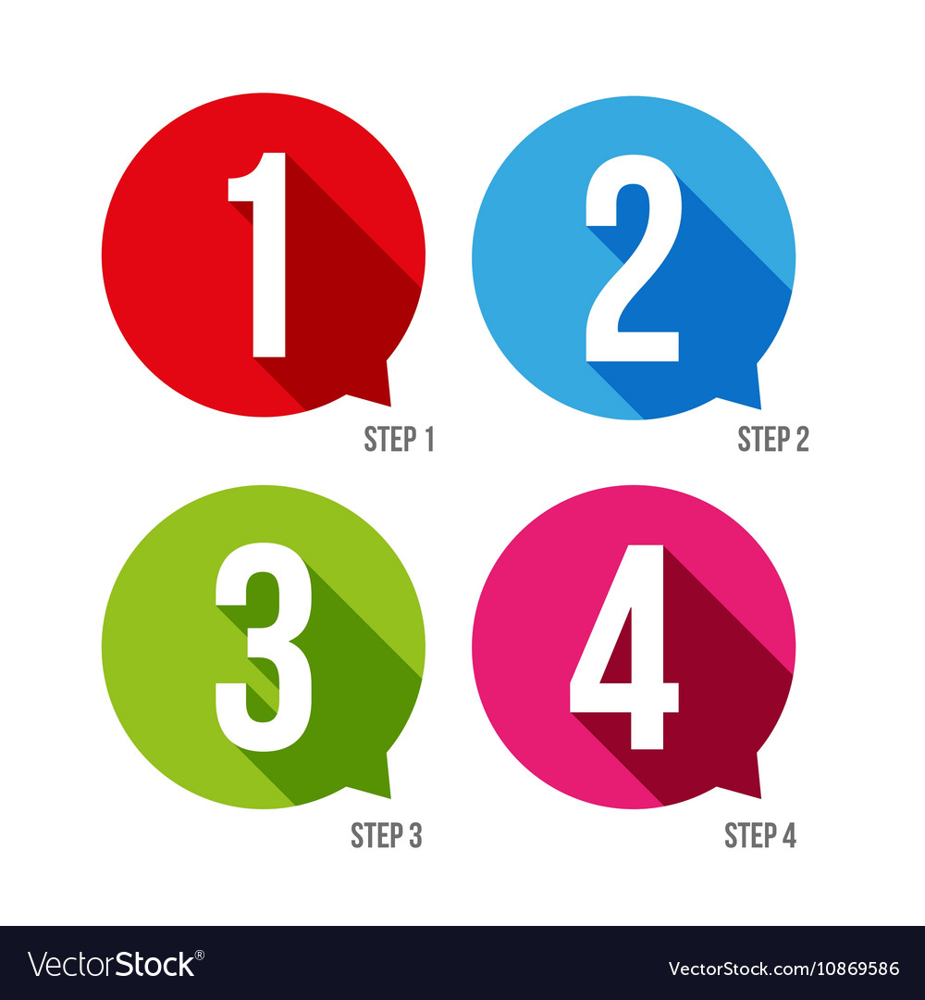 1
2
STEP 1
STEP 2
3
4
STEP 3
STEP 4
VectorStock®
VectorStock.com/10869586